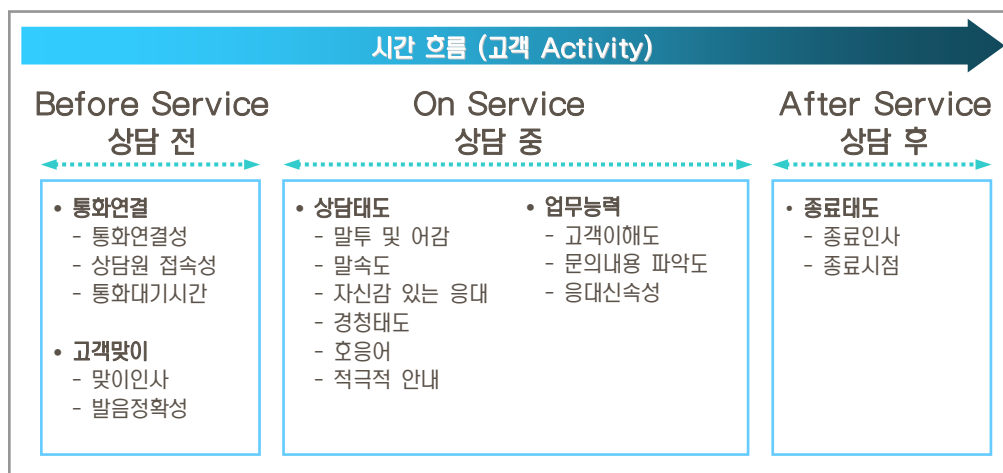 시간 흐름 (고객 Activity)
Before Service
상담 전
On Service
상담 중
After Service
상담 후
• 통화연결
- 통화연결성
- 상담원 접속성
- 통화대기시간
• 고객맞이
- 맞이인사
- 발음정확성
• 상담태도
- 말투 및 어감
- 말속도
- 자신감 있는 응대
- 경청태도
- 호응어
- 적극적 안내
• 업무능력
- 고객이해도
- 문의내용 파악도
- 응대신속성
• 종료태도
- 종료인사
- 종료시점